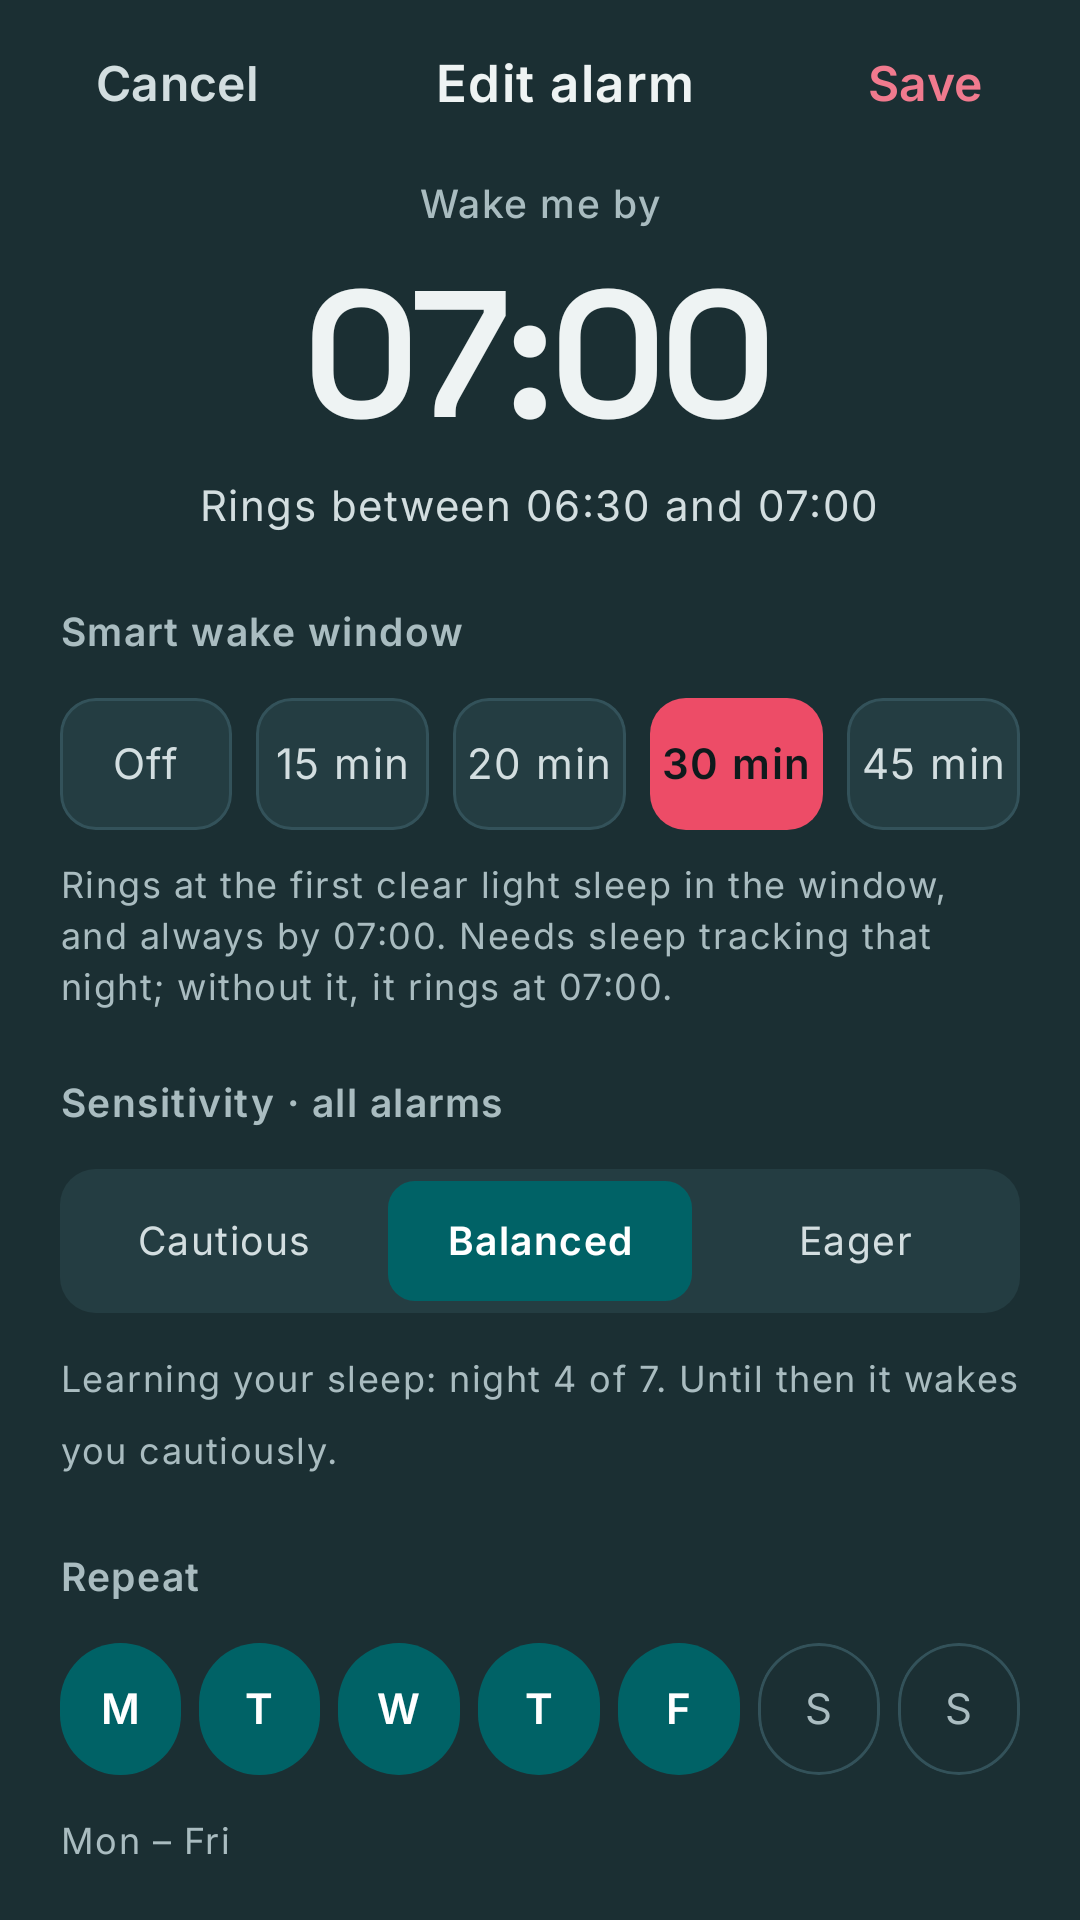 Cancel
Edit alarm
Save
Wake me by
07:00
Rings between 06:30 and 07:00
Smart wake window
Off
15 min
20 min
30 min
45 min
Rings at the first clear light sleep in the window,
and always by 07:00. Needs sleep tracking that
night; without it, it rings at 07:00.
Sensitivity · all alarms
Cautious
Balanced
Eager
Learning your sleep: night 4 of 7. Until then it wakes
you cautiously.
Repeat
M
T
W
T
F
S
S
Mon – Fri